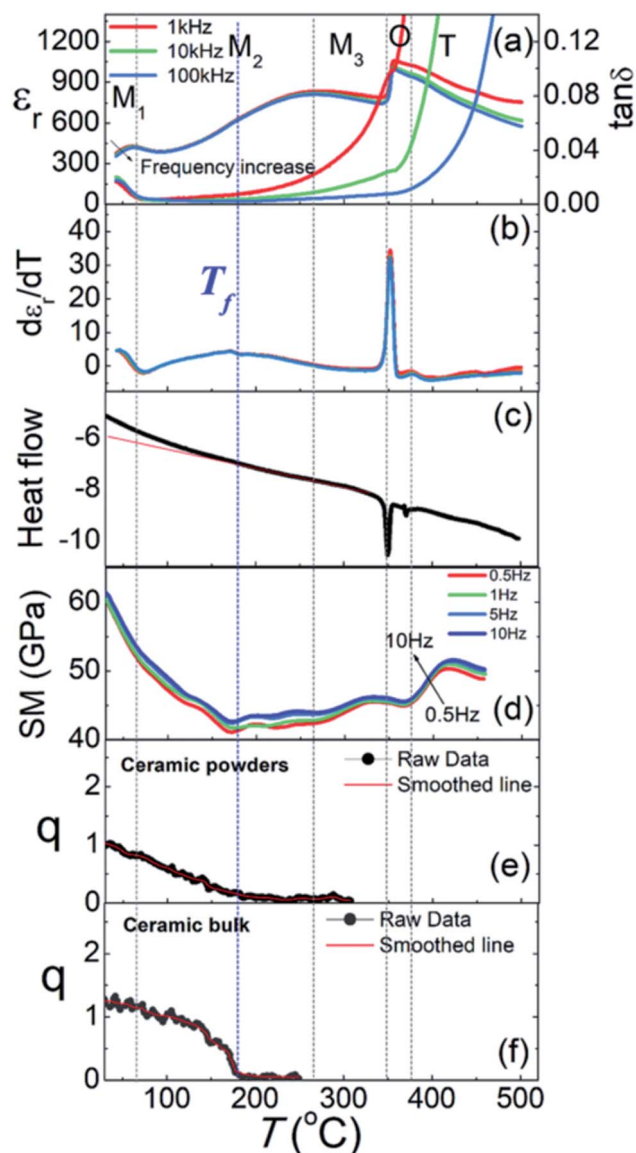 1kHz
10kHz
100kHz
M1
M2
M3
O
T
(a)
1200
900
600
300
0
εr
0.12
0.08
0.04
0.00
tanδ
Frequency increase
(b)
Tf
dεr/dT
30
20
10
0
(c)
Heat flow
-6
-8
-10
0.5Hz
1Hz
5Hz
10Hz
10Hz
0.5Hz
(d)
SM (GPa)
60
50
40
Ceramic powders
Raw Data
Smoothed line
(e)
q
2
1
0
Ceramic bulk
Raw Data
Smoothed line
(f)
q
2
1
0
100 200 300 400 500
T (°C)